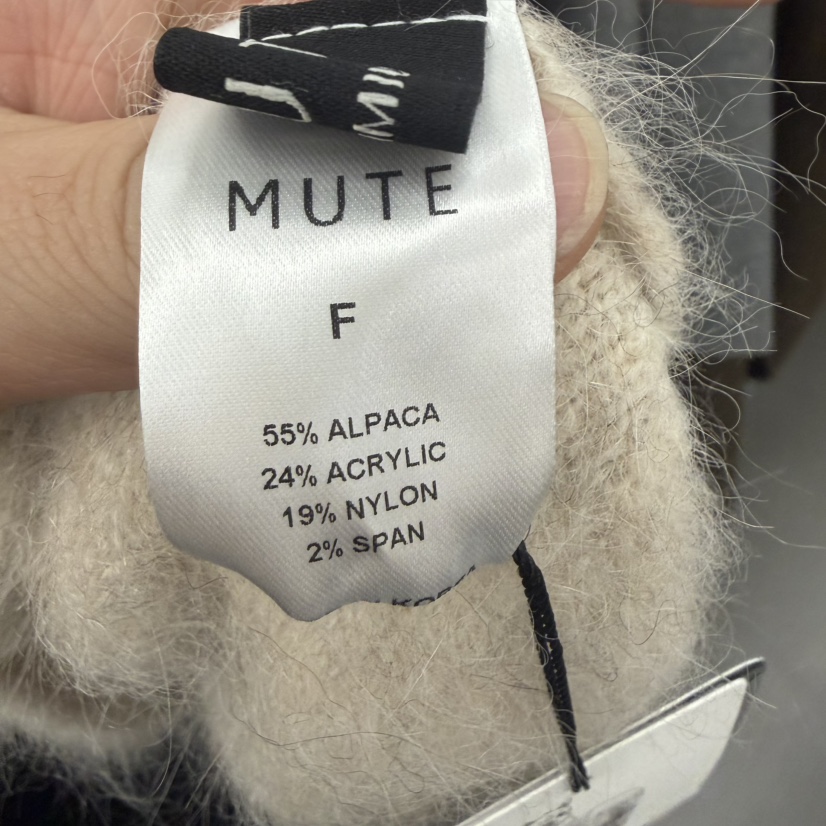 MUTE
F
55% ALPACA
24% ACRYLIC
19% NYLON
2% SPAN